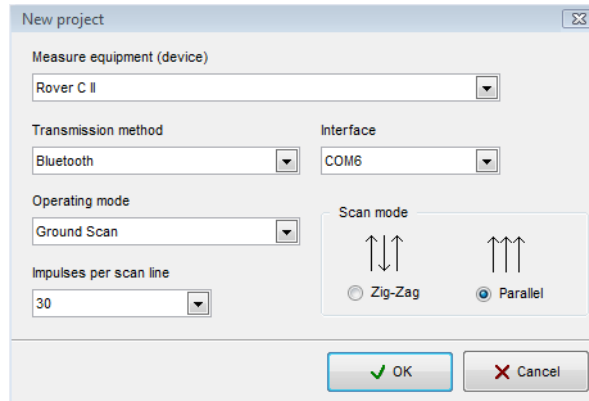 New project
Measure equipment (device)
Rover C II
Transmission method
Interface
Bluetooth
COM6
Operating mode
Ground Scan
Scan mode
Zig-Zag
Parallel
Impulses per scan line
30
OK
Cancel